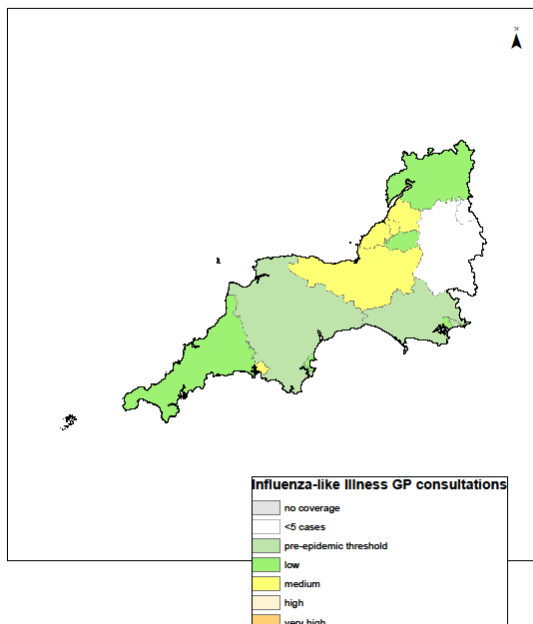 N
Influenza-like Illness GP consultations
no coverage
<5 cases
pre-epidemic threshold
low
medium
high
very high